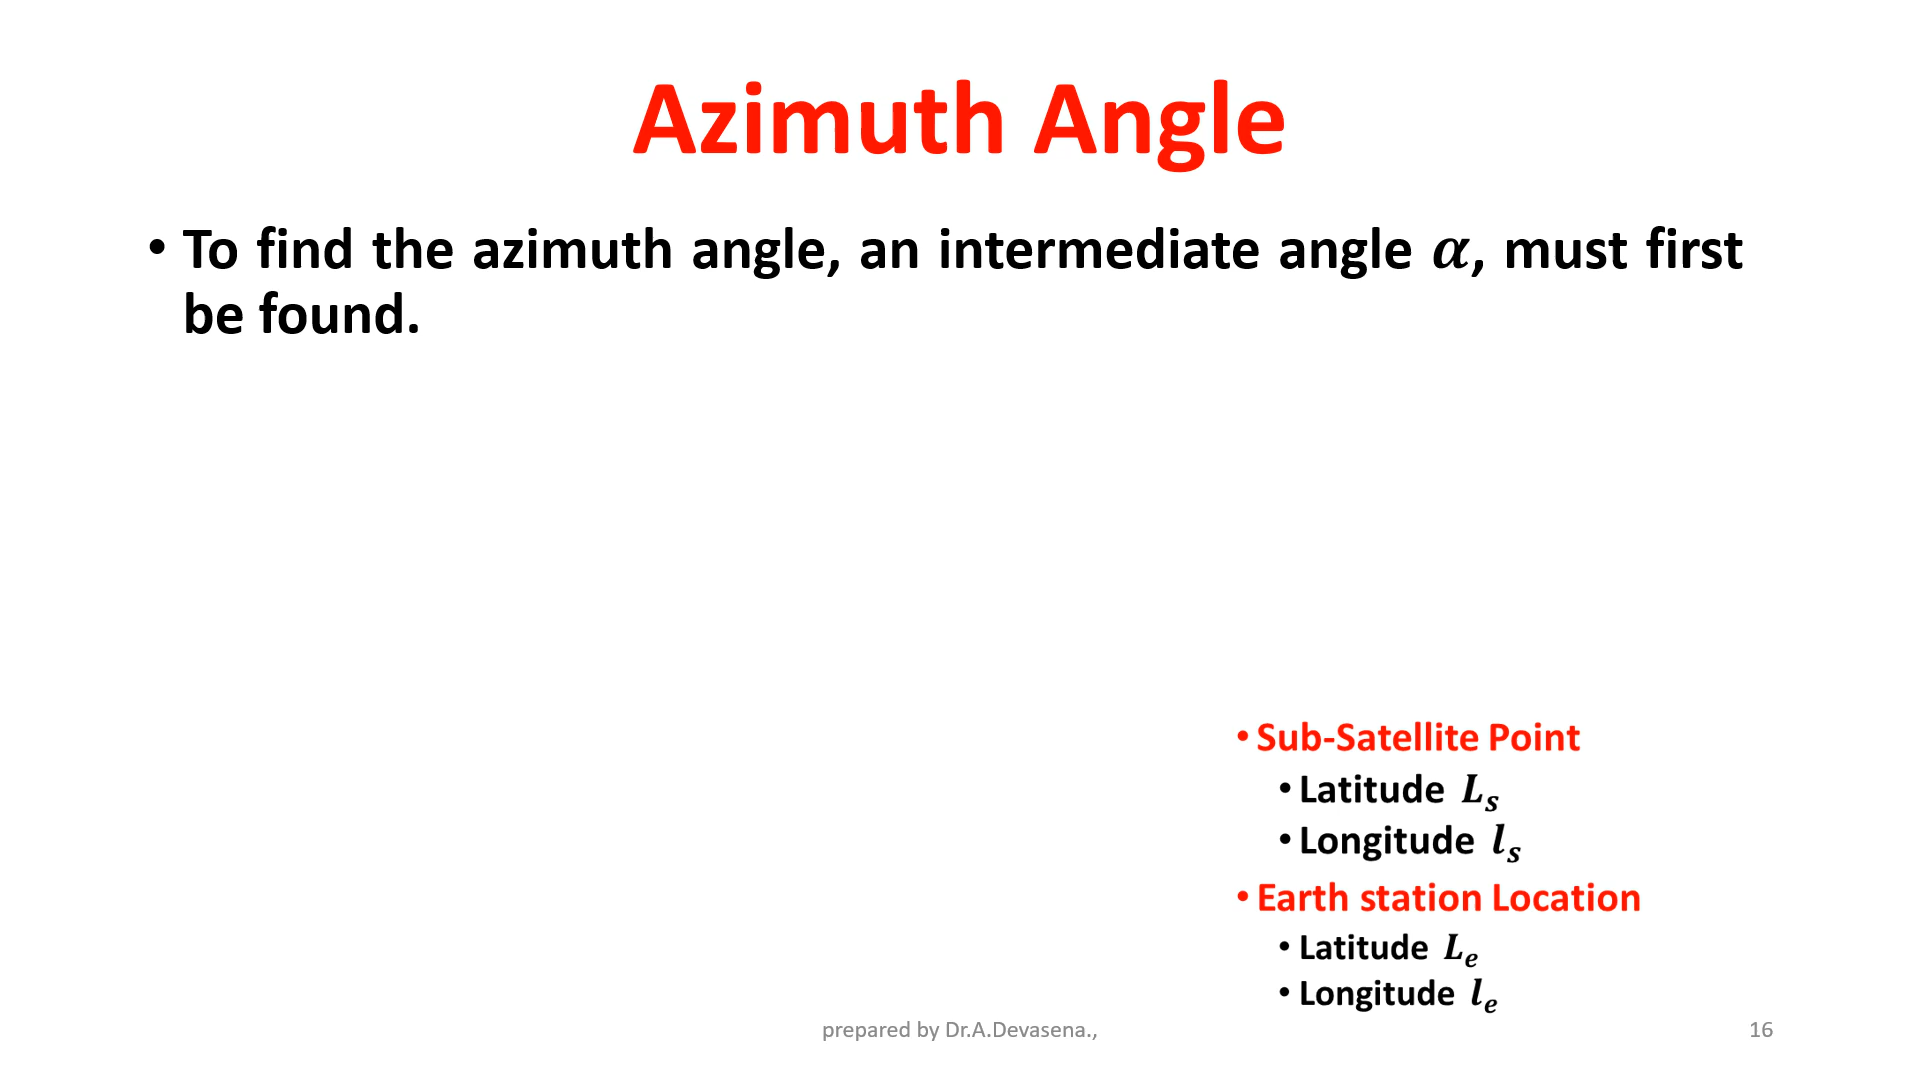 Azimuth Angle
• To find the azimuth angle, an intermediate angle α, must first
be found.
• Sub-Satellite Point
• Latitude Lₛ
• Longitude lₛ
• Earth station Location
• Latitude Lₑ
• Longitude lₑ
prepared by Dr.A.Devasena.,
16